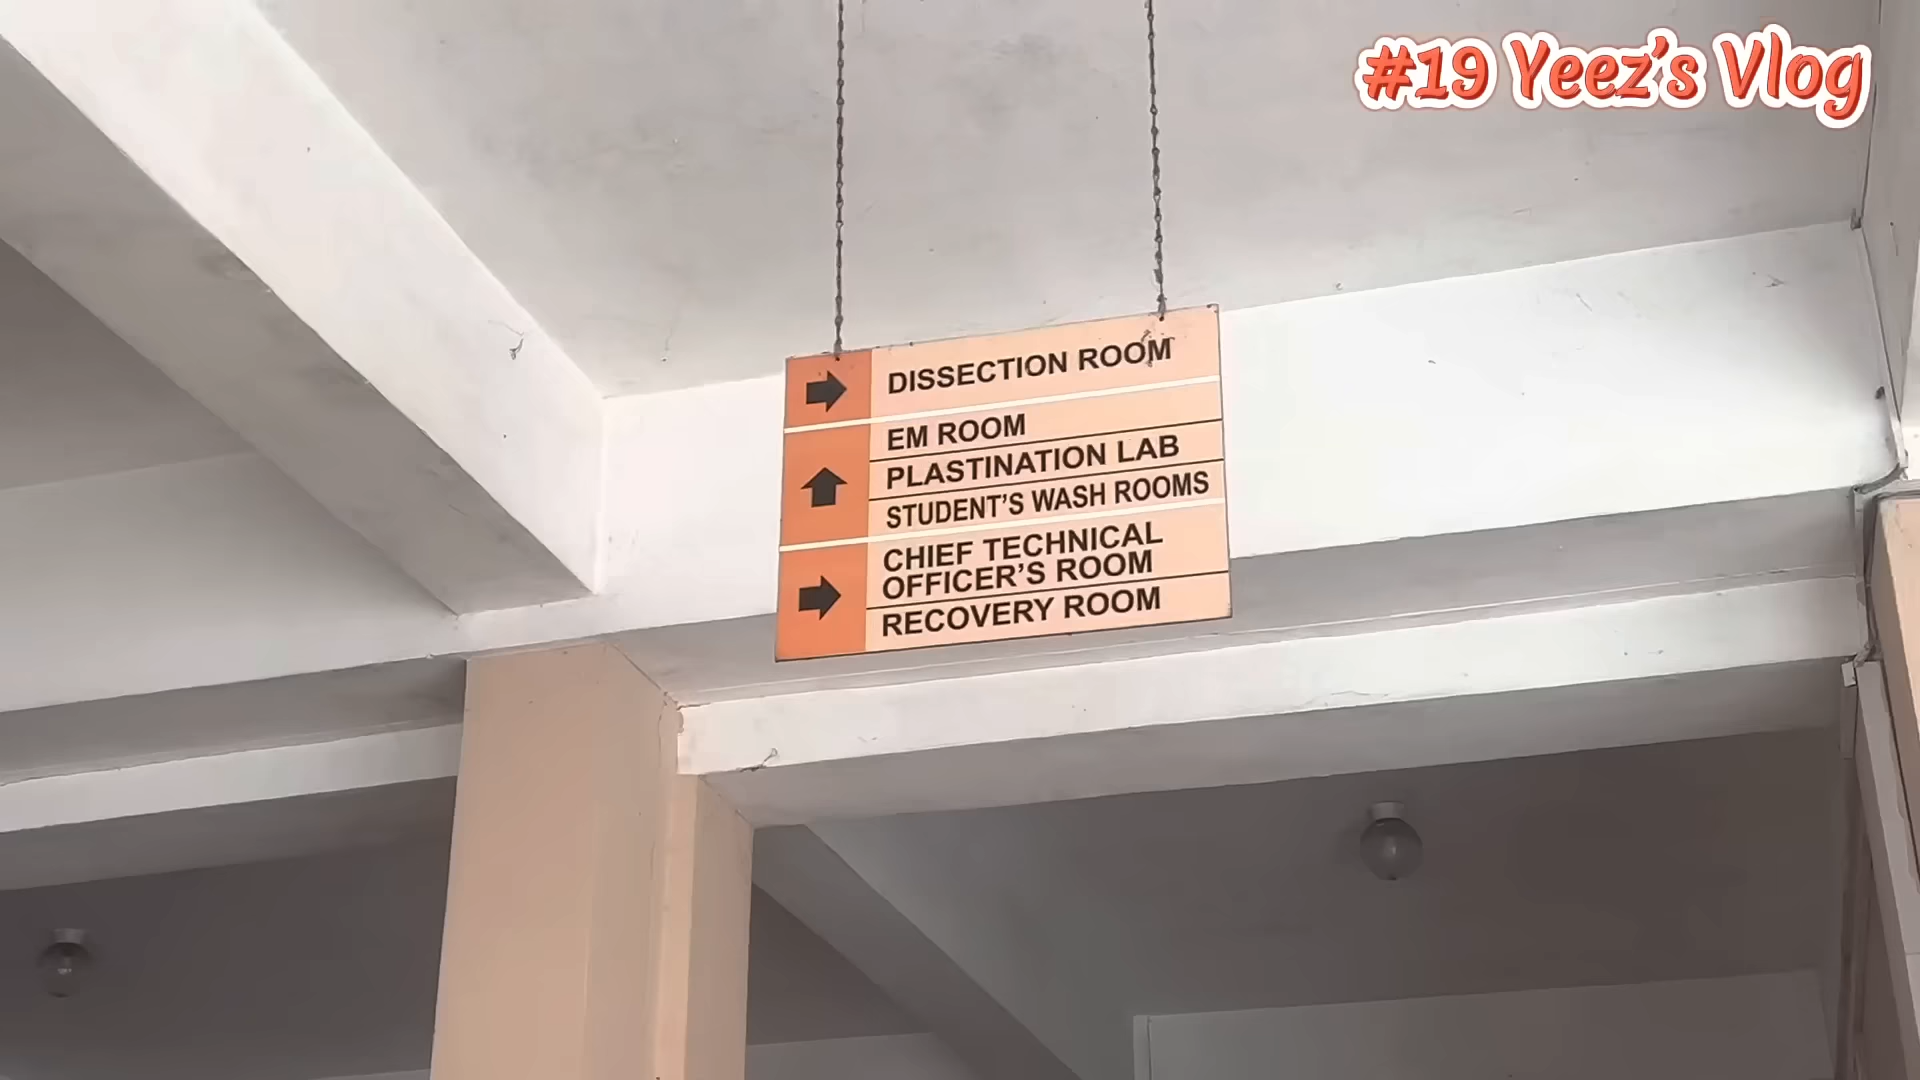 #19 Yeez's Vlog
DISSECTION ROOM
EM ROOM
PLASTINATION LAB
STUDENT'S WASH ROOMS
CHIEF TECHNICAL
OFFICER'S ROOM
RECOVERY ROOM